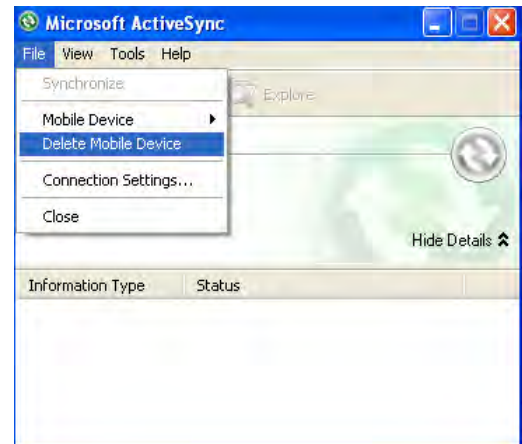 Microsoft ActiveSync
File View Tools Help
Synchronize
Explore
Mobile Device
Delete Mobile Device
Connection Settings...
Close
Hide Details
Information Type Status